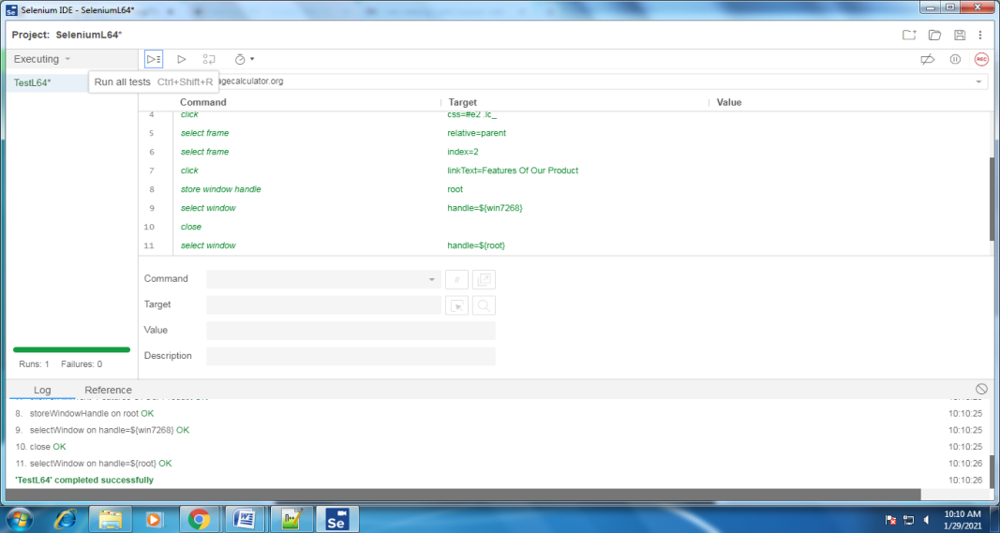 Selenium IDE - SeleniumL64*
Project: SeleniumL64*
Executing
TestL64*
Run all tests Ctrl+Shift+R
agecalculator.org
Command Target Value
4 click css=#e2 .lc_
5 select frame relative=parent
6 select frame index=2
7 click linkText=Features Of Our Product
8 store window handle root
9 select window handle=${win7268}
10 close
11 select window handle=${root}
Command //
Target
Value
Description
Runs: 1 Failures: 0
Log Reference
8. storeWindowHandle on root OK 10:10:25
9. selectWindow on handle=${win7268} OK 10:10:25
10. close OK 10:10:25
11. selectWindow on handle=${root} OK 10:10:26
'TestL64' completed successfully 10:10:26
REC
Se
10:10 AM
1/29/2021